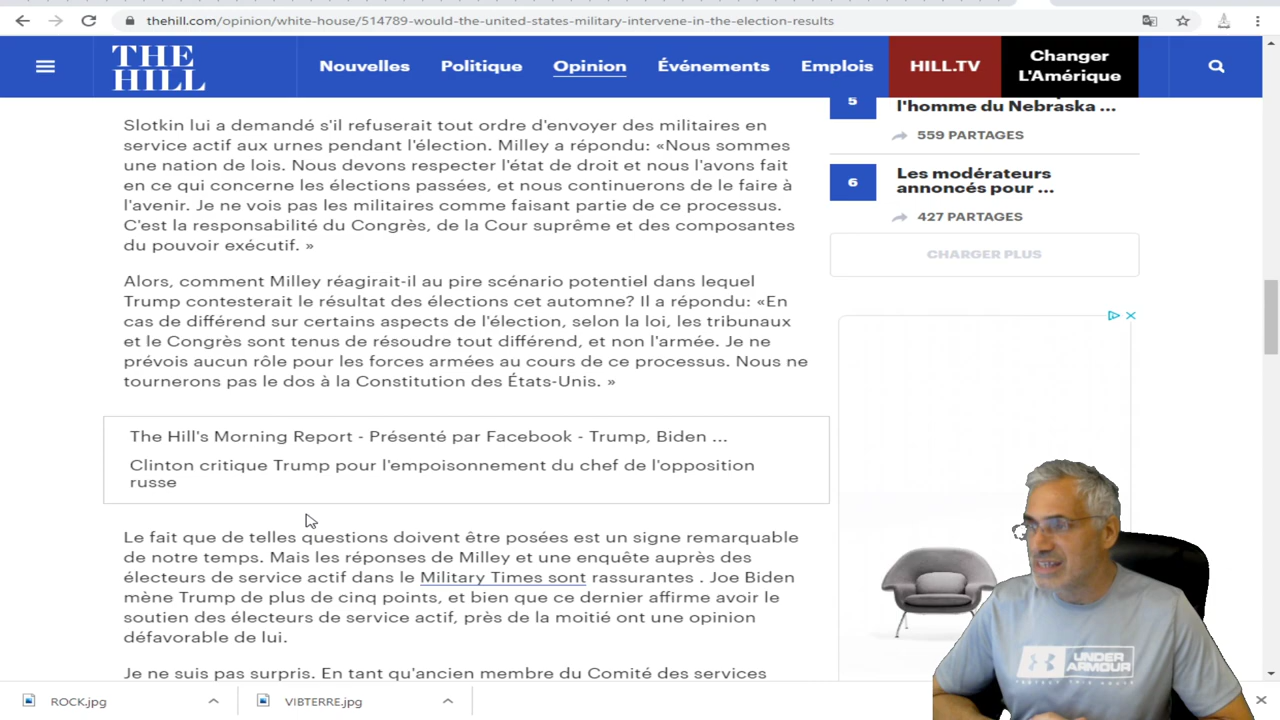 thehill.com/opinion/white-house/514789-would-the-united-states-military-intervene-in-the-election-results
THE
HILL
Nouvelles
Politique
Opinion
Événements
Emplois
HILL.TV
Changer
L'Amérique
Slotkin lui a demandé s'il refuserait tout ordre d'envoyer des militaires en
service actif aux urnes pendant l'élection. Milley a répondu: «Nous sommes
une nation de lois. Nous devons respecter l'état de droit et nous l'avons fait
en ce qui concerne les élections passées, et nous continuerons de le faire à
l'avenir. Je ne vois pas les militaires comme faisant partie de ce processus.
C'est la responsabilité du Congrès, de la Cour suprême et des composantes
du pouvoir exécutif. »
Alors, comment Milley réagirait-il au pire scénario potentiel dans lequel
Trump contesterait le résultat des élections cet automne? Il a répondu: «En
cas de différend sur certains aspects de l'élection, selon la loi, les tribunaux
et le Congrès sont tenus de résoudre tout différend, et non l'armée. Je ne
prévois aucun rôle pour les forces armées au cours de ce processus. Nous ne
tournerons pas le dos à la Constitution des États-Unis. »
The Hill's Morning Report - Présenté par Facebook - Trump, Biden ...
Clinton critique Trump pour l'empoisonnement du chef de l'opposition
russe
Le fait que de telles questions doivent être posées est un signe remarquable
de notre temps. Mais les réponses de Milley et une enquête auprès des
électeurs de service actif dans le Military Times sont rassurantes . Joe Biden
mène Trump de plus de cinq points, et bien que ce dernier affirme avoir le
soutien des électeurs de service actif, près de la moitié ont une opinion
défavorable de lui.
Je ne suis pas surpris. En tant qu'ancien membre du Comité des services
5
l'homme du Nebraska ...
559 PARTAGES
6
Les modérateurs
annoncés pour ...
427 PARTAGES
CHARGER PLUS
UNDER
ARMOUR
ROCK.jpg
VIBTERRE.jpg